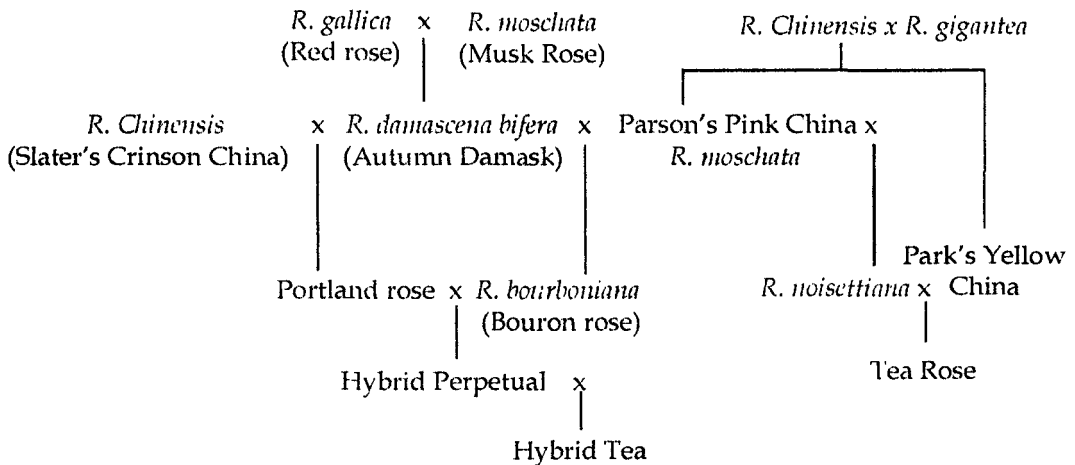 R. gallica x R. moschata R. Chinensis x R. gigantea
(Red rose) (Musk Rose)
R. Chinensis x R. damascena bifera x Parson's Pink China x
(Slater's Crinson China) (Autumn Damask) R. moschata
Park's Yellow
Portland rose x R. bourboniana R. noisettiana x China
(Bouron rose)
Tea Rose
Hybrid Perpetual x
Hybrid Tea